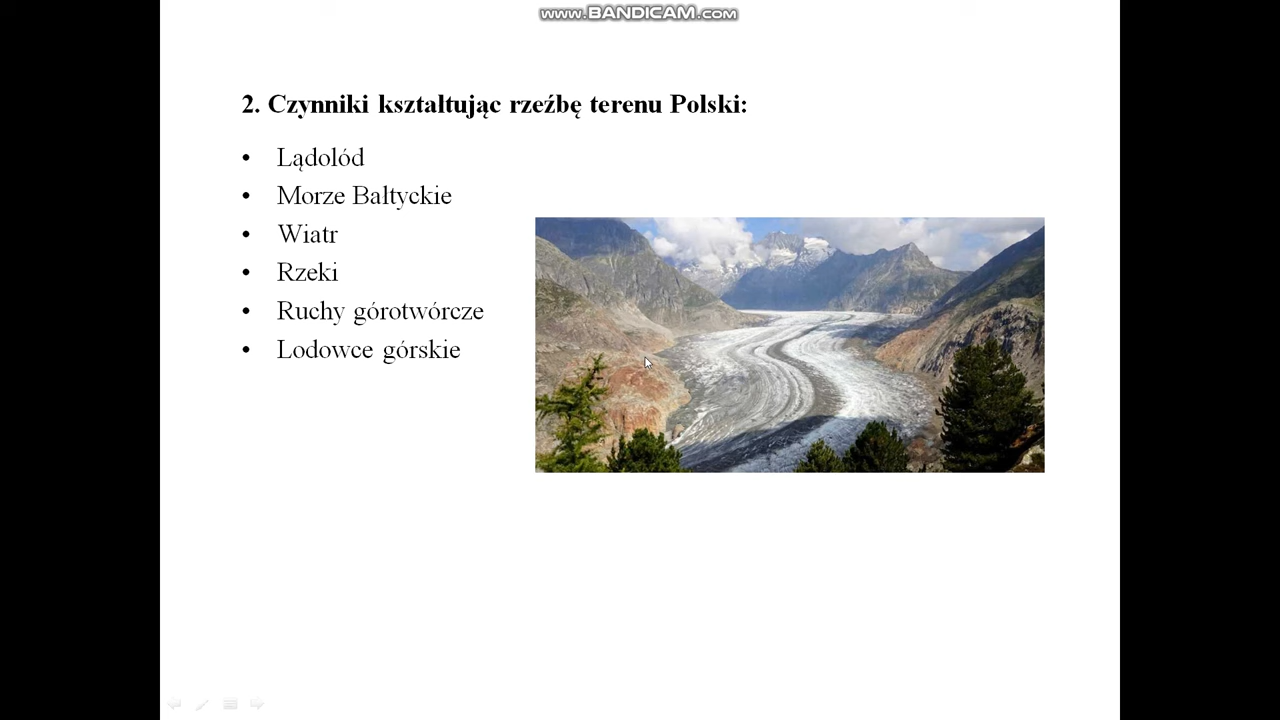 www.BANDICAM.com
2. Czynniki kształtując rzeźbę terenu Polski:
• Lądolód
• Morze Bałtyckie
• Wiatr
• Rzeki
• Ruchy górotwórcze
• Lodowce górskie